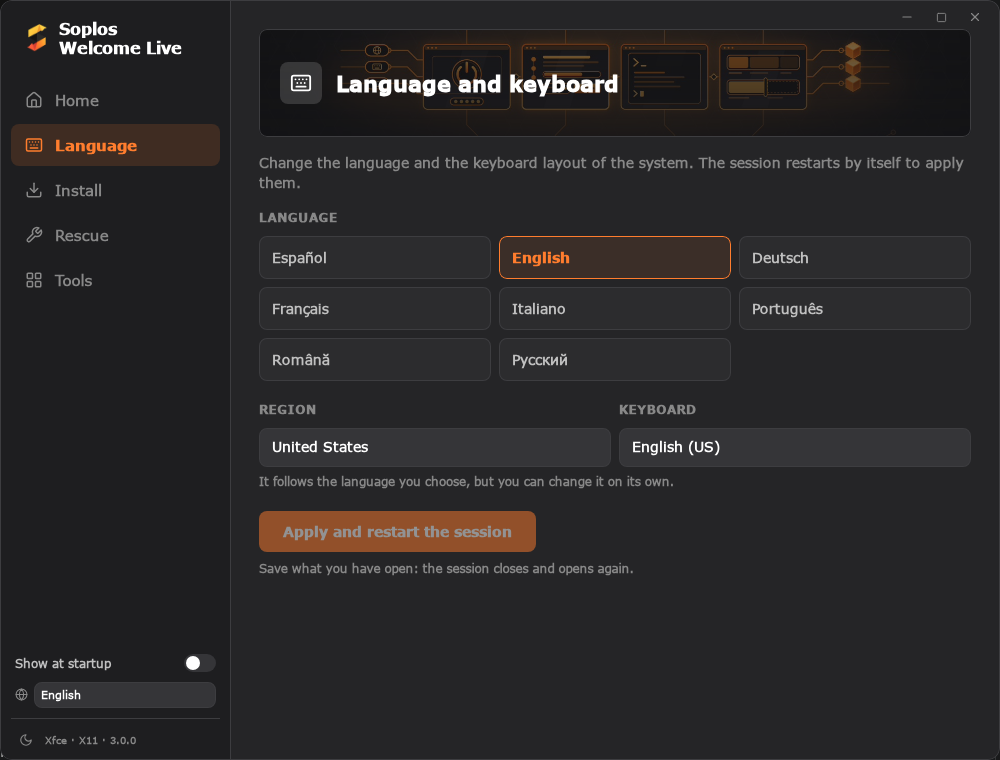 Soplos
Welcome Live
Home
Language
Install
Rescue
Tools
Show at startup
English
Xfce · X11 · 3.0.0
Language and keyboard
Change the language and the keyboard layout of the system. The session restarts by itself to apply
them.
LANGUAGE
Español
English
Deutsch
Français
Italiano
Português
Română
Русский
REGION
KEYBOARD
United States
English (US)
It follows the language you choose, but you can change it on its own.
Apply and restart the session
Save what you have open: the session closes and opens again.